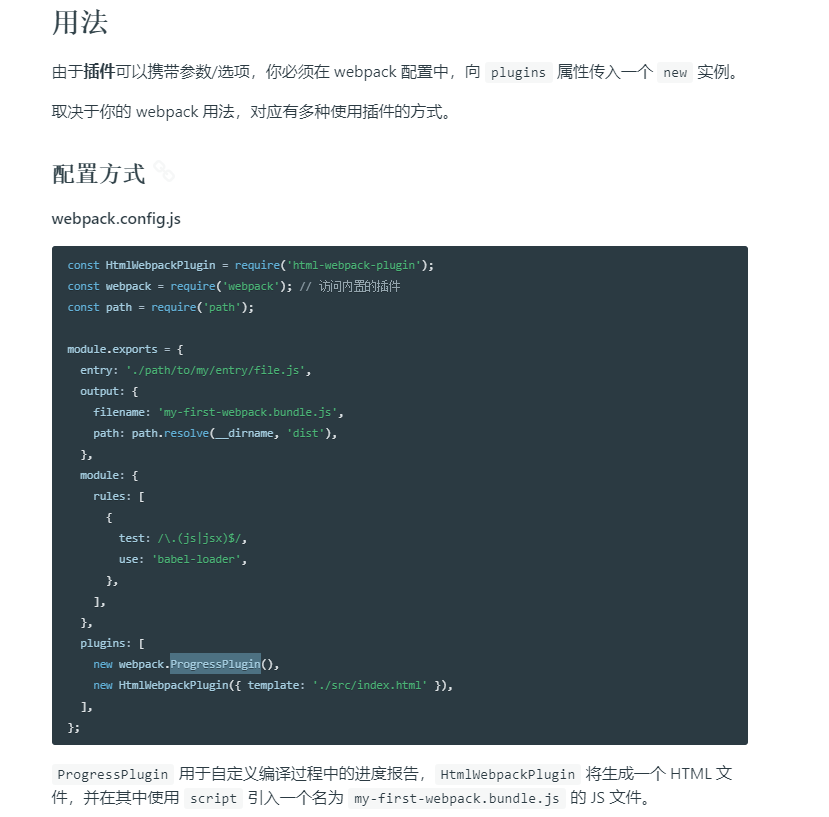 用法
由于插件可以携带参数/选项，你必须在 webpack 配置中，向 plugins 属性传入一个 new 实例。
取决于你的 webpack 用法，对应有多种使用插件的方式。
配置方式
webpack.config.js
const HtmlWebpackPlugin = require('html-webpack-plugin');
const webpack = require('webpack'); // 访问内置的插件
const path = require('path');
module.exports = {
  entry: './path/to/my/entry/file.js',
  output: {
    filename: 'my-first-webpack.bundle.js',
    path: path.resolve(__dirname, 'dist'),
  },
  module: {
    rules: [
      {
        test: /\.(js|jsx)$/,
        use: 'babel-loader',
      },
    ],
  },
  plugins: [
    new webpack.ProgressPlugin(),
    new HtmlWebpackPlugin({ template: './src/index.html' }),
  ],
};
ProgressPlugin 用于自定义编译过程中的进度报告，HtmlWebpackPlugin 将生成一个 HTML 文
件，并在其中使用 script 引入一个名为 my-first-webpack.bundle.js 的 JS 文件。